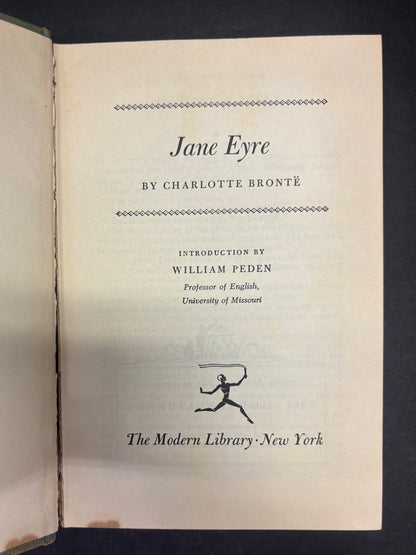 Jane Eyre
BY CHARLOTTE BRONTË
INTRODUCTION BY
WILLIAM PEDEN
Professor of English,
University of Missouri
The Modern Library · New York